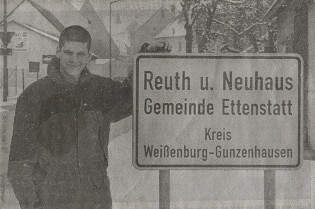 Reuth u. Neuhaus
Gemeinde Ettenstatt
Kreis
Weißenburg-Gunzenhausen